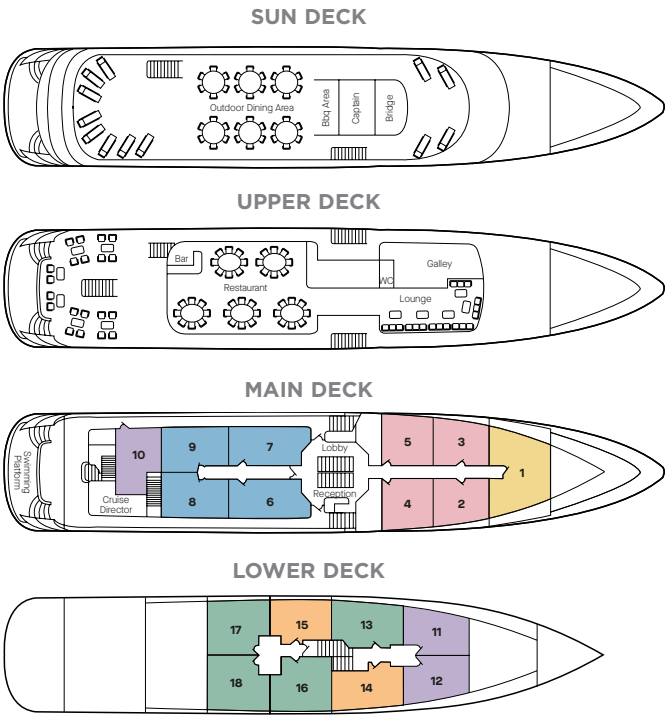 SUN DECK
Outdoor Dining Area
Bbq Area
Captain
Bridge
UPPER DECK
Bar
Restaurant
WC
Galley
Lounge
MAIN DECK
Swimming
Platform
Cruise
Director
10
9
7
8
6
Lobby
Reception
5
3
4
2
1
LOWER DECK
17
15
13
11
18
16
14
12